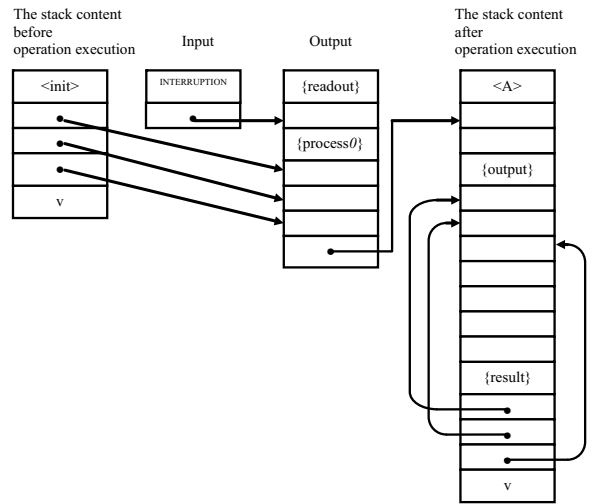 The stack content
before
operation execution
Input
Output
The stack content
after
operation execution
<init>
v
INTERRUPTION
{readout}
{process0}
<A>
{output}
{result}
v